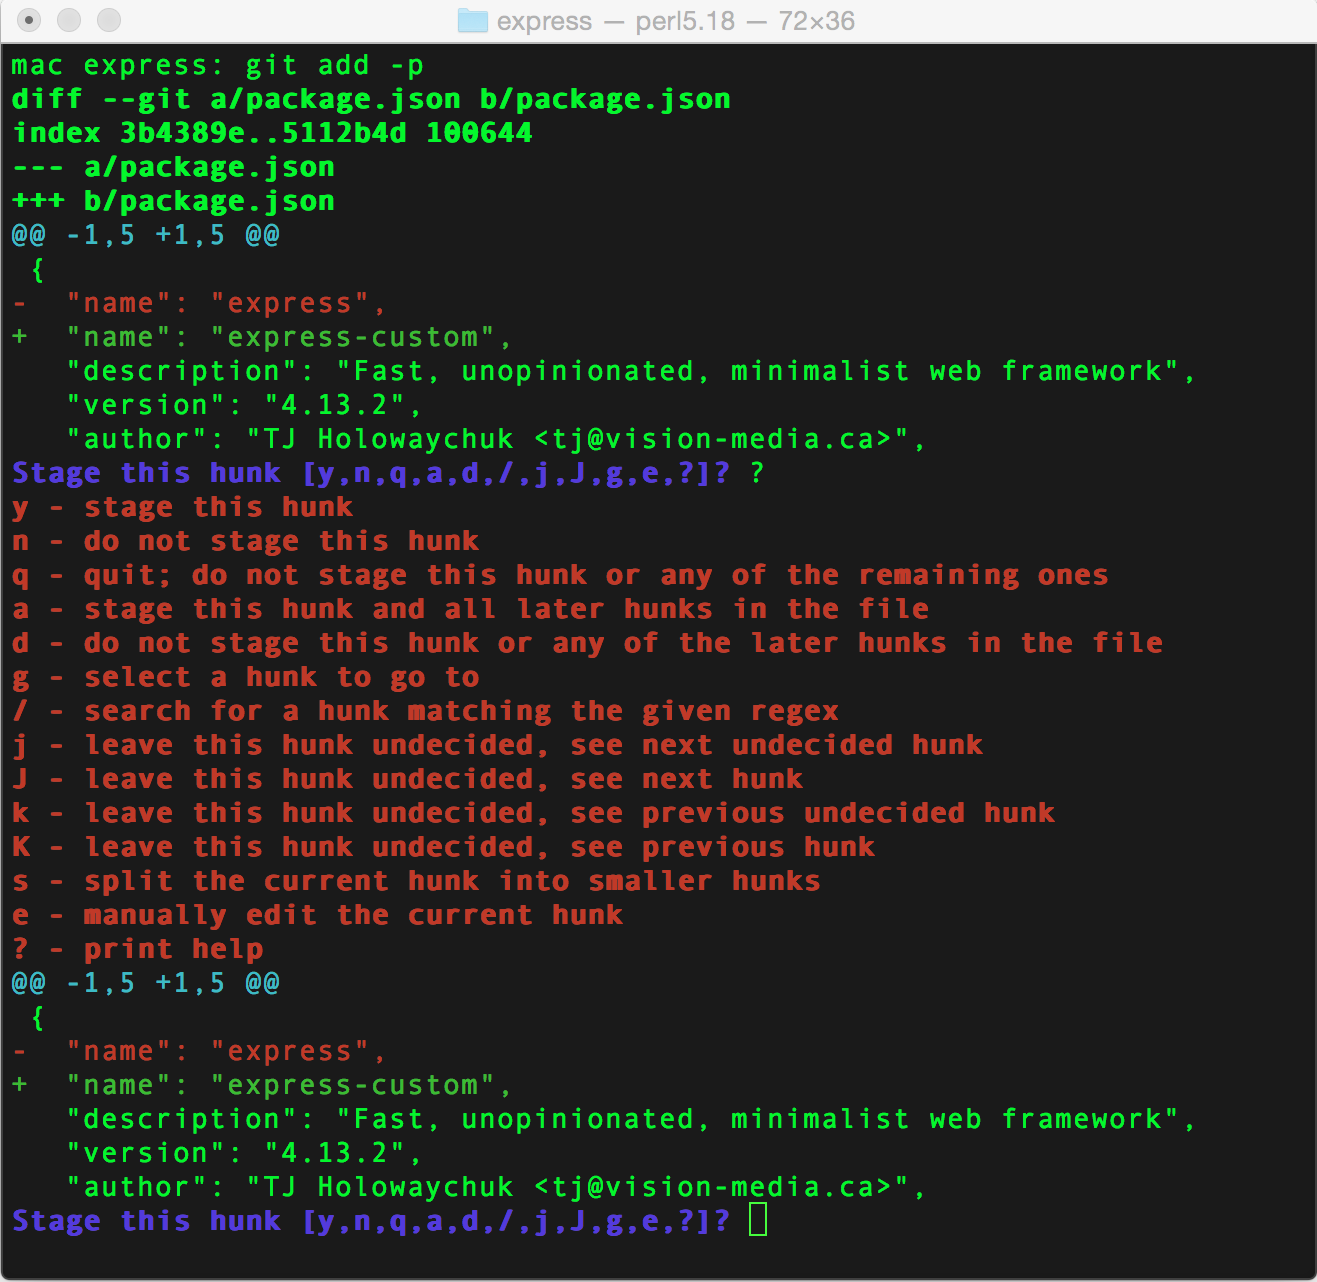 express — perl5.18 — 72×36
mac express: git add -p
diff --git a/package.json b/package.json
index 3b4389e..5112b4d 100644
--- a/package.json
+++ b/package.json
@@ -1,5 +1,5 @@
 {
-  "name": "express",
+  "name": "express-custom",
   "description": "Fast, unopinionated, minimalist web framework",
   "version": "4.13.2",
   "author": "TJ Holowaychuk <tj@vision-media.ca>",
Stage this hunk [y,n,q,a,d,/,j,J,g,e,?]? ?
y - stage this hunk
n - do not stage this hunk
q - quit; do not stage this hunk or any of the remaining ones
a - stage this hunk and all later hunks in the file
d - do not stage this hunk or any of the later hunks in the file
g - select a hunk to go to
/ - search for a hunk matching the given regex
j - leave this hunk undecided, see next undecided hunk
J - leave this hunk undecided, see next hunk
k - leave this hunk undecided, see previous undecided hunk
K - leave this hunk undecided, see previous hunk
s - split the current hunk into smaller hunks
e - manually edit the current hunk
? - print help
@@ -1,5 +1,5 @@
 {
-  "name": "express",
+  "name": "express-custom",
   "description": "Fast, unopinionated, minimalist web framework",
   "version": "4.13.2",
   "author": "TJ Holowaychuk <tj@vision-media.ca>",
Stage this hunk [y,n,q,a,d,/,j,J,g,e,?]?